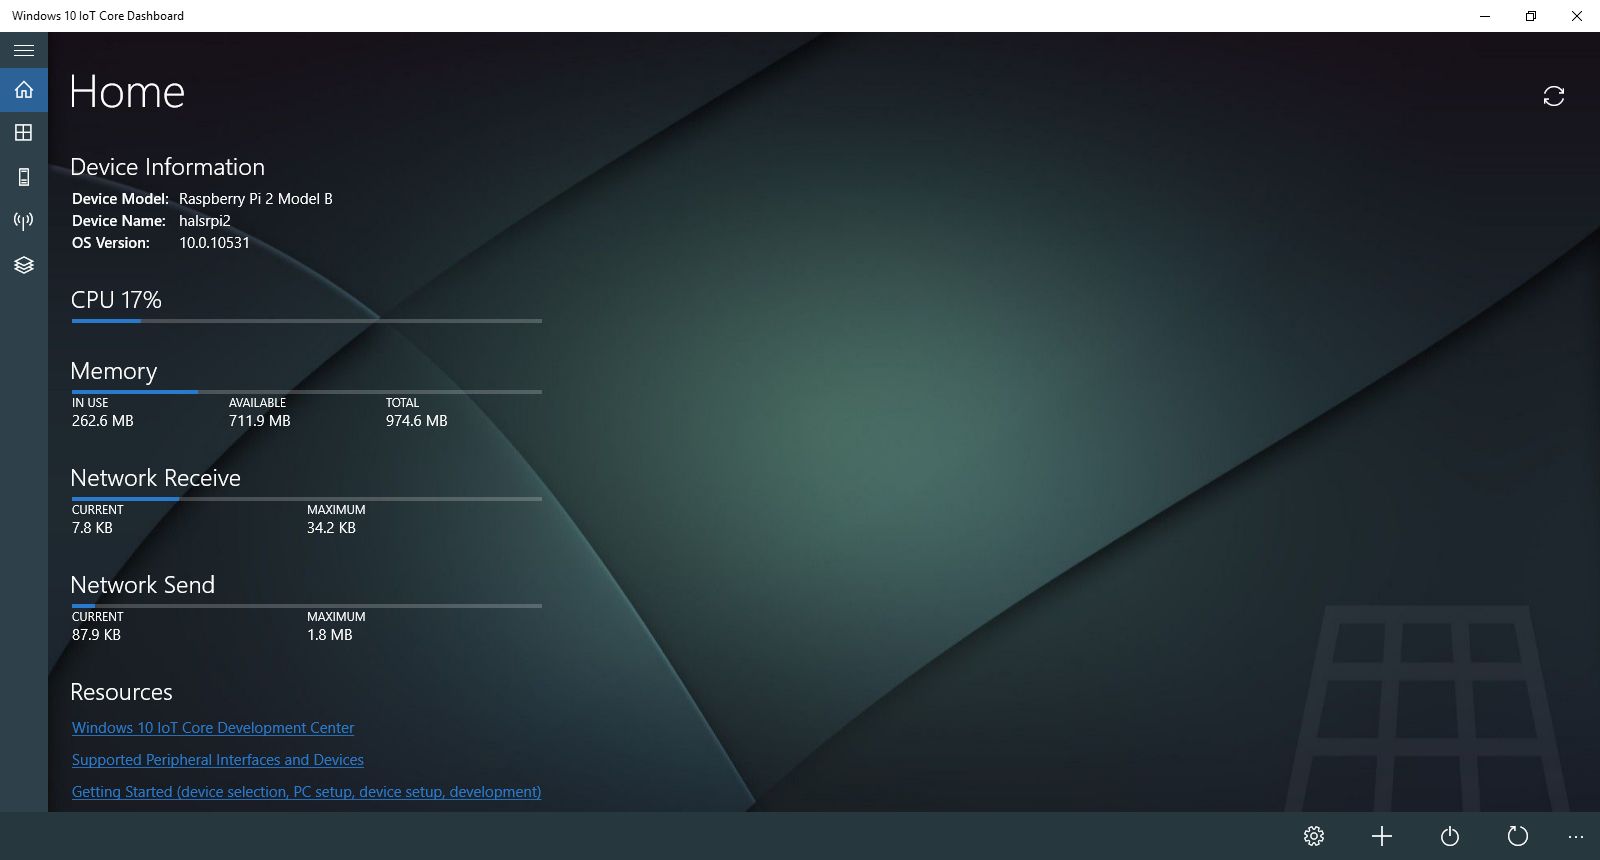 Windows 10 IoT Core Dashboard
Home
Device Information
Device Model: Raspberry Pi 2 Model B
Device Name: halsrpi2
OS Version: 10.0.10531
CPU 17%
Memory
IN USE AVAILABLE TOTAL
262.6 MB 711.9 MB 974.6 MB
Network Receive
CURRENT MAXIMUM
7.8 KB 34.2 KB
Network Send
CURRENT MAXIMUM
87.9 KB 1.8 MB
Resources
Windows 10 IoT Core Development Center
Supported Peripheral Interfaces and Devices
Getting Started (device selection, PC setup, device setup, development)